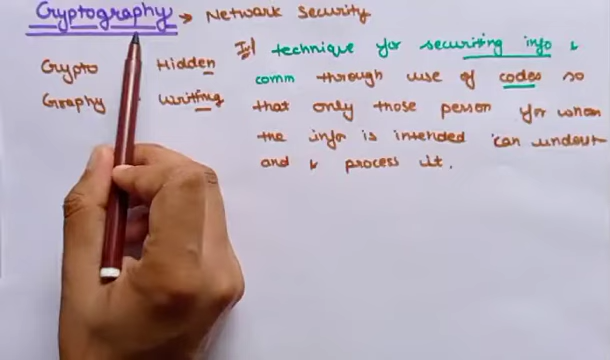 Cryptography → Network Security
Crypto Hidden
Graphy writing
It/ technique for securiting info &
comm through use of codes so
that only those person for whom
the info is intended can underst
and & process it.